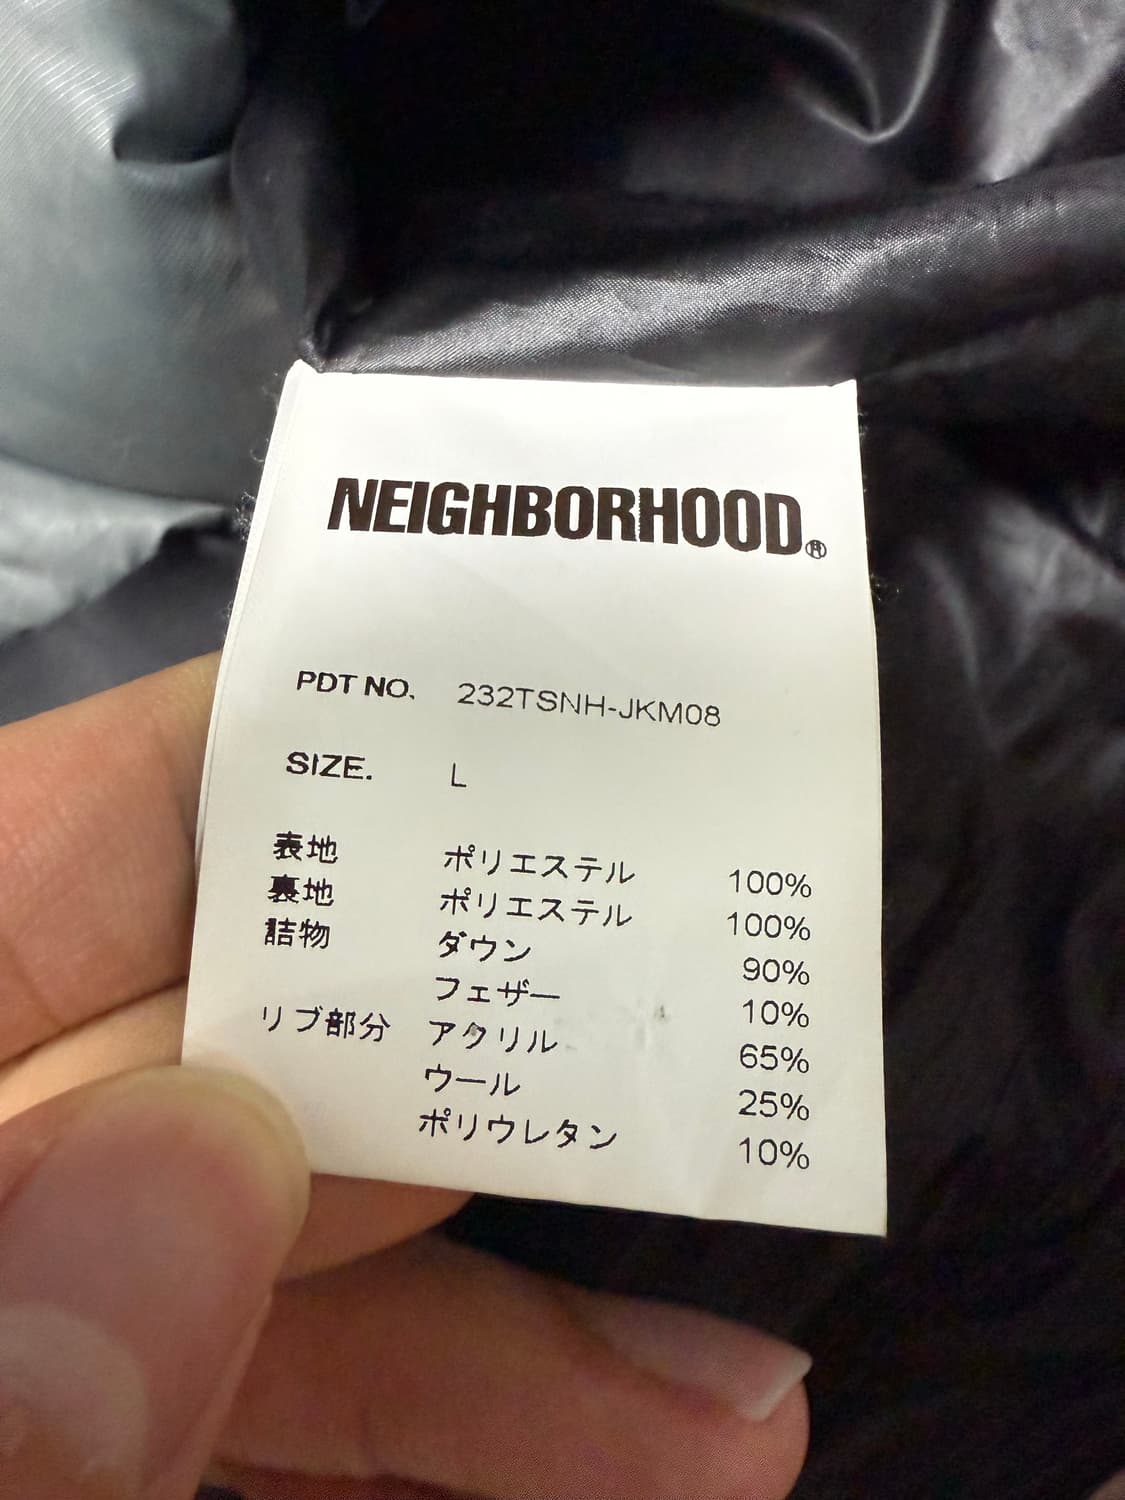 NEIGHBORHOOD®
PDT NO. 232TSNH-JKM08
SIZE. L
表地 ポリエステル 100%
裏地 ポリエステル 100%
詰物 ダウン 90%
フェザー 10%
リブ部分 アクリル 65%
ウール 25%
ポリウレタン 10%